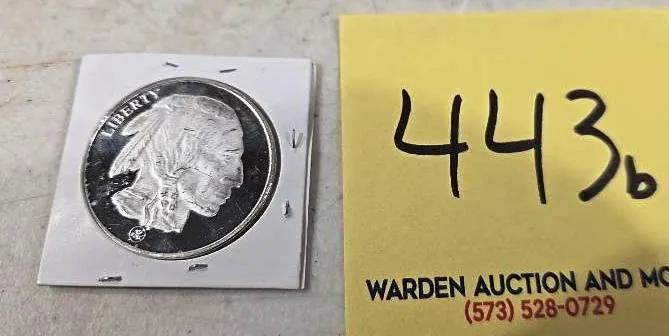 LIBERTY
443b
WARDEN AUCTION AND MO
(573) 528-0729